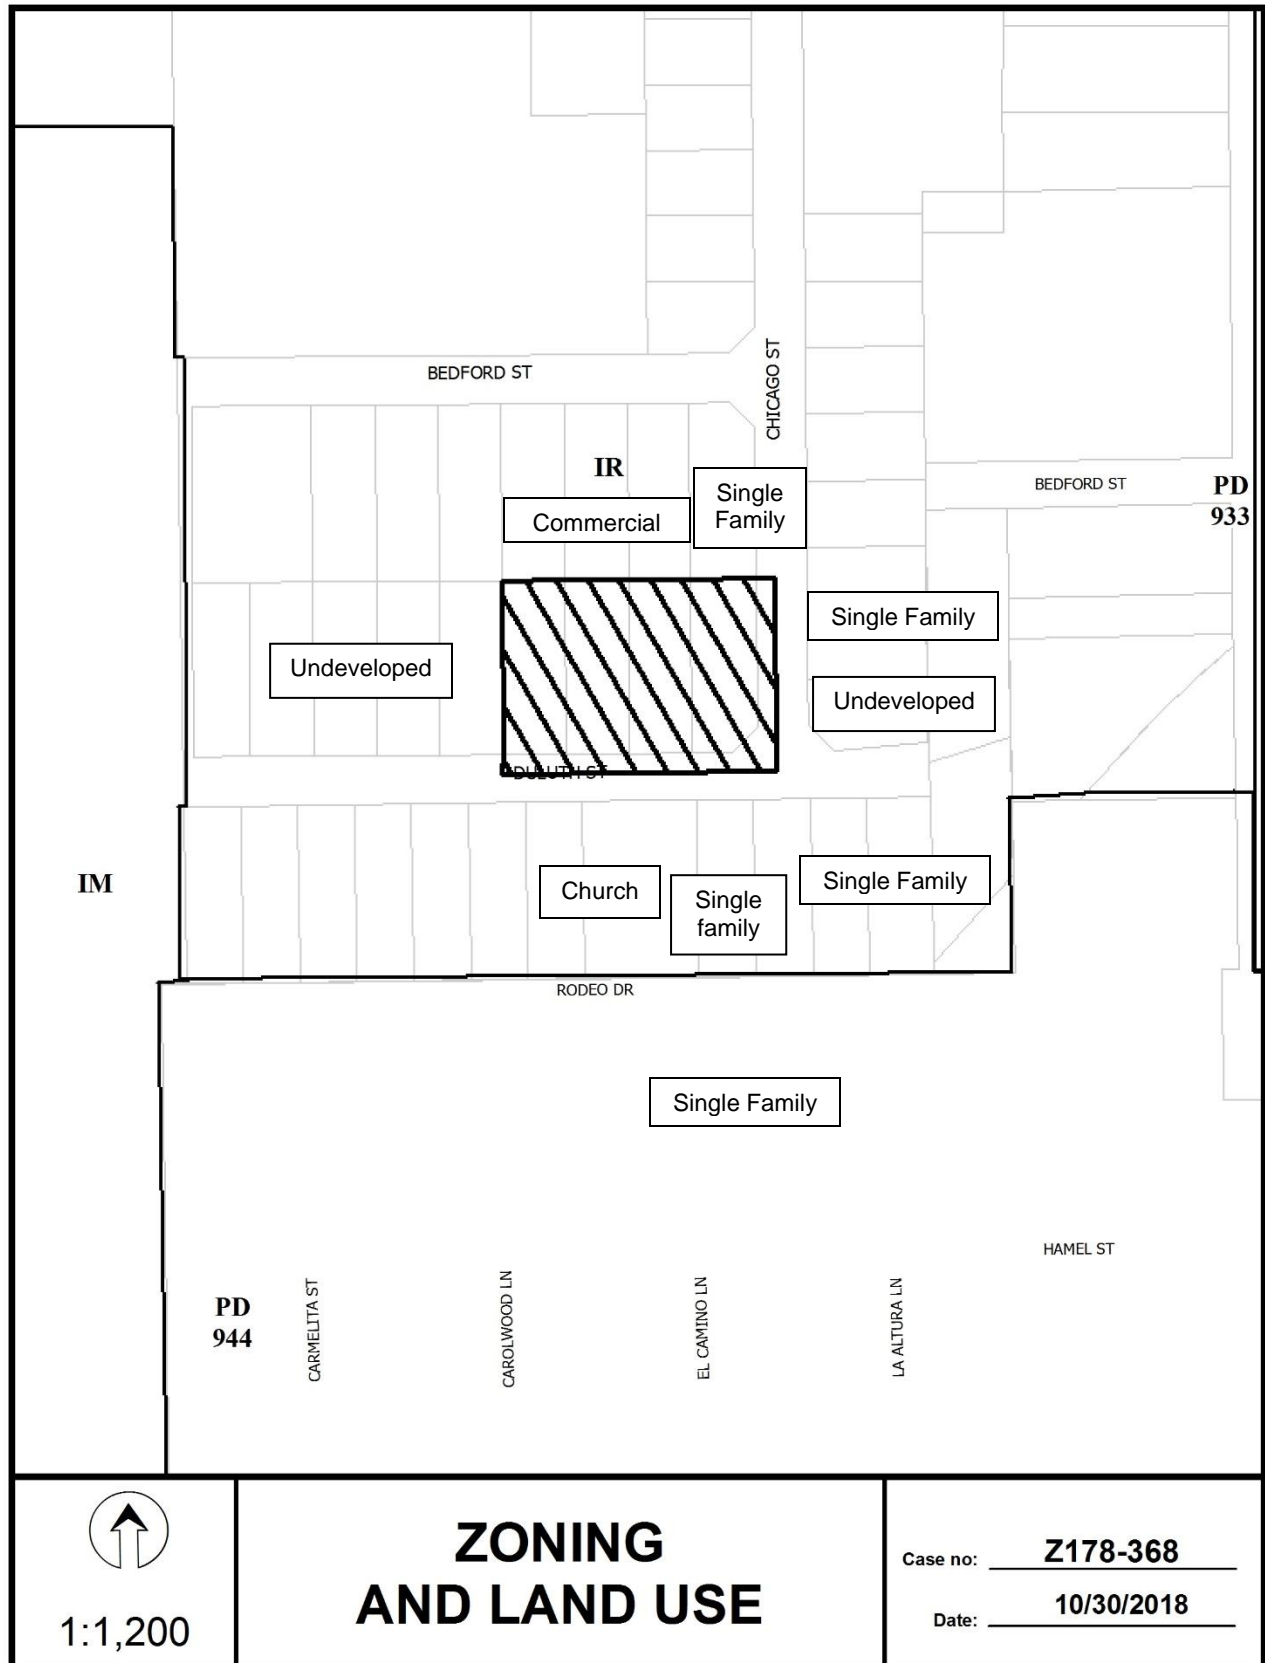 BEDFORD ST
CHICAGO ST
IR
Single
Family
Commercial
BEDFORD ST
PD
933
Single Family
Undeveloped
Undeveloped
DULUTH ST
IM
Church
Single
family
Single Family
RODEO DR
Single Family
HAMEL ST
PD
944
CARMELITA ST
CAROLWOOD LN
EL CAMINO LN
LA ALTURA LN
1:1,200
ZONING
AND LAND USE
Case no: Z178-368
Date: 10/30/2018